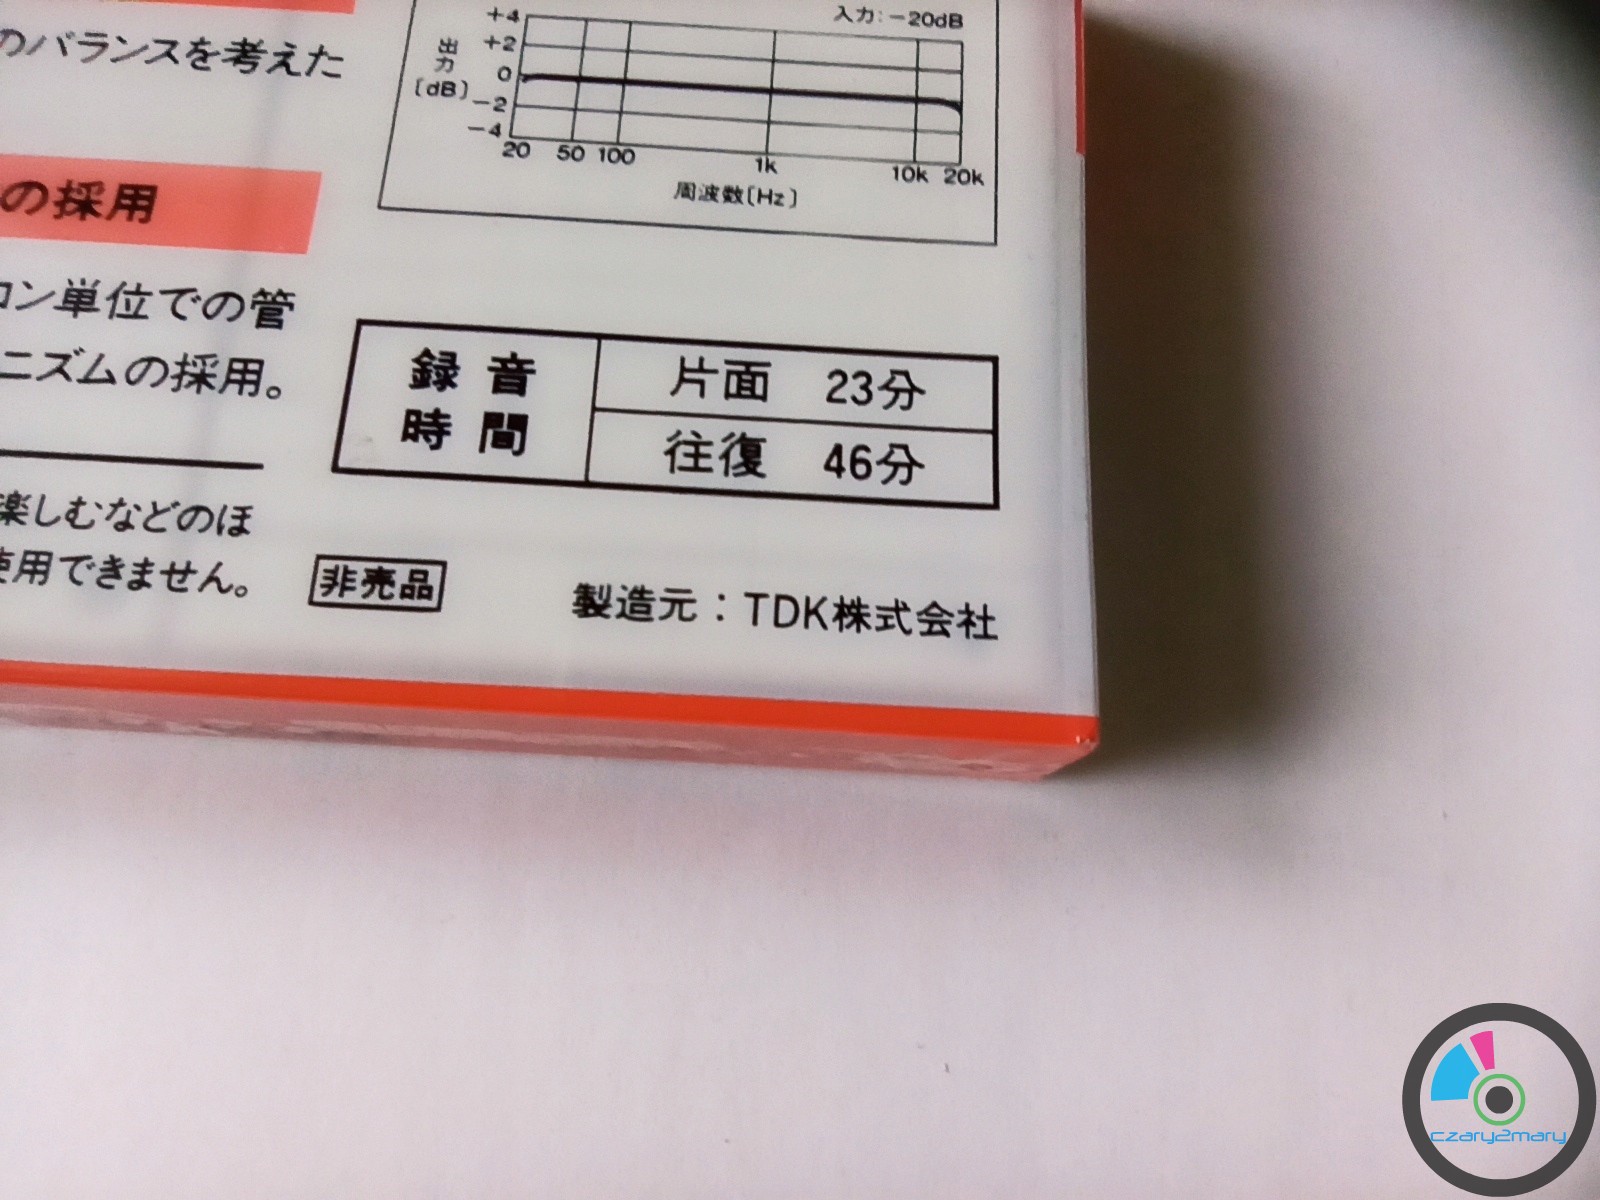 のバランスを考えた
の採用
コン単位での管
ニズムの採用。
楽しむなどのほ
使用できません。
入力:-20dB
出力
〔dB〕
+4
+2
0
-2
-4
20 50 100 1k 10k 20k
周波数〔Hz〕
録音
時間
片面 23分
往復 46分
非売品
製造元：TDK株式会社
czary2mary